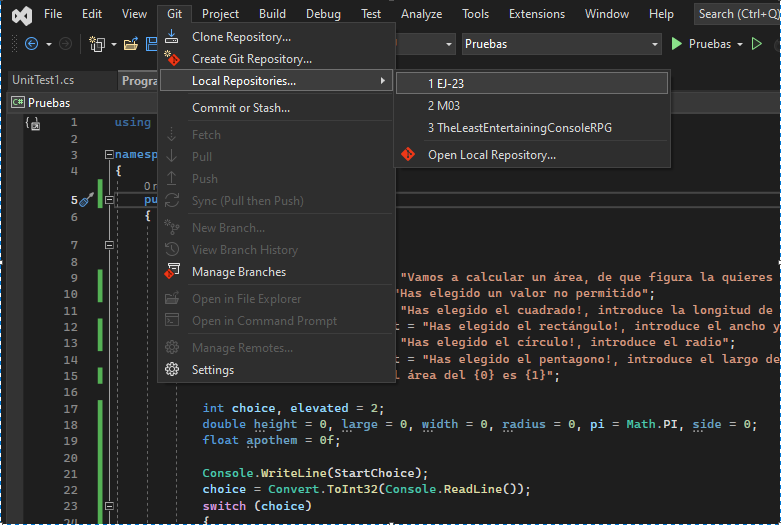 File Edit View Git Project Build Debug Test Analyze Tools Extensions Window Help Search (Ctrl+Q
Pruebas Pruebas
Clone Repository...
Create Git Repository...
Local Repositories...
Commit or Stash...
Fetch
Pull
Push
Sync (Pull then Push)
New Branch...
View Branch History
Manage Branches
Open in File Explorer
Open in Command Prompt
Manage Remotes...
Settings
1 EJ-23
2 M03
3 TheLeastEntertainingConsoleRPG
Open Local Repository...
UnitTest1.cs Progra
C# Pruebas
1 using
2
3 namesp
4 {
0 r
5 pu
6 {
7
8
9 "Vamos a calcular un área, de que figura la quieres
10 "Has elegido un valor no permitido";
11 "Has elegido el cuadrado!, introduce la longitud de
12 t = "Has elegido el rectángulo!, introduce el ancho y
13 "Has elegido el círculo!, introduce el radio";
14 t = "Has elegido el pentagono!, introduce el largo de
15 l área del {0} es {1}";
16
17 int choice, elevated = 2;
18 double height = 0, large = 0, width = 0, radius = 0, pi = Math.PI, side = 0;
19 float apothem = 0f;
20
21 Console.WriteLine(StartChoice);
22 choice = Convert.ToInt32(Console.ReadLine());
23 switch (choice)
24 {